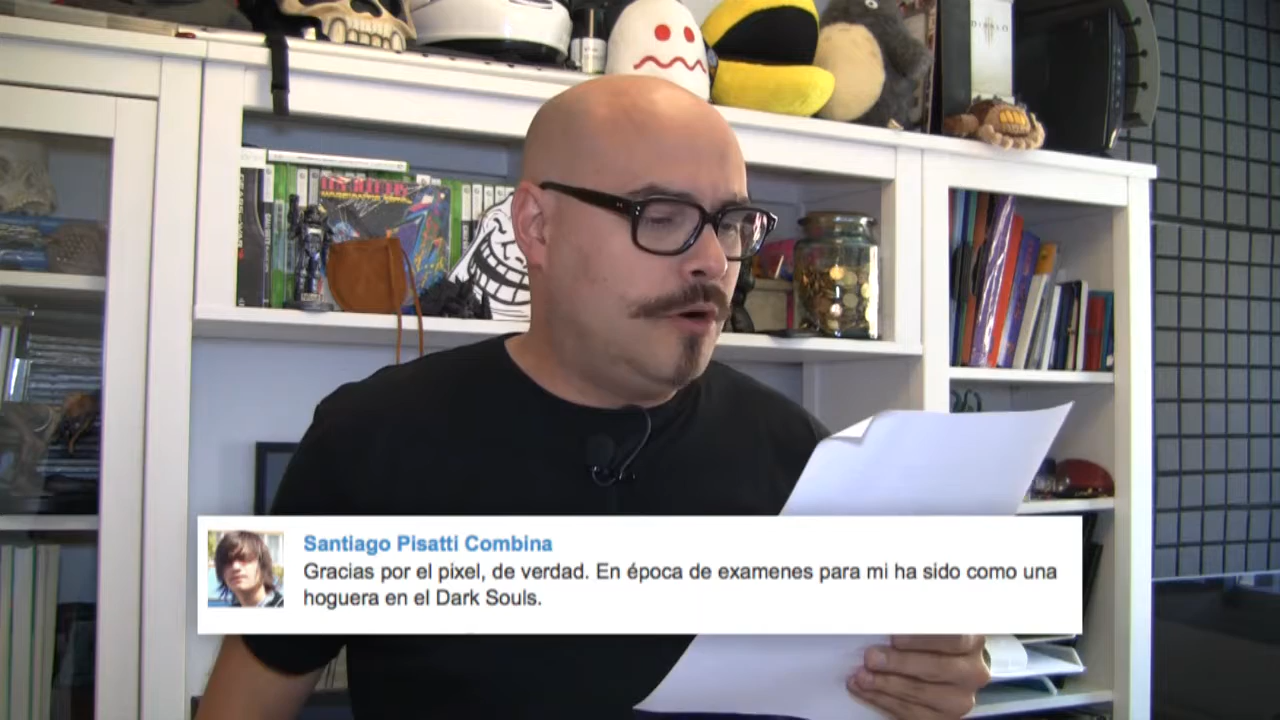 DIABLO
Santiago Pisatti Combina
Gracias por el pixel, de verdad. En época de examenes para mi ha sido como una
hoguera en el Dark Souls.